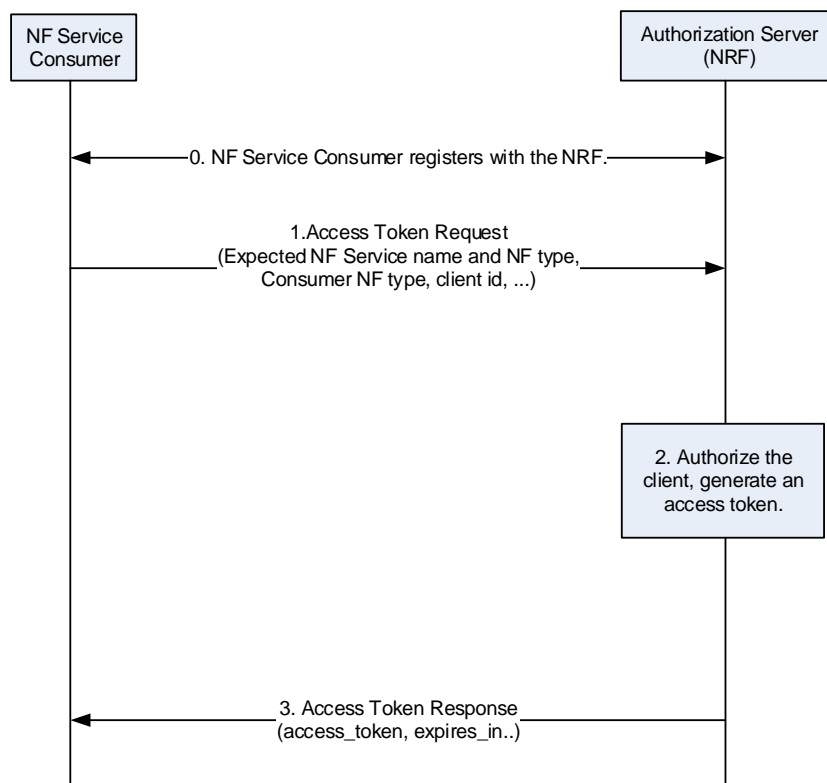 NF Service
Consumer
Authorization Server
(NRF)
0. NF Service Consumer registers with the NRF.
1.Access Token Request
(Expected NF Service name and NF type,
Consumer NF type, client id, ...)
2. Authorize the
client, generate an
access token.
3. Access Token Response
(access_token, expires_in..)